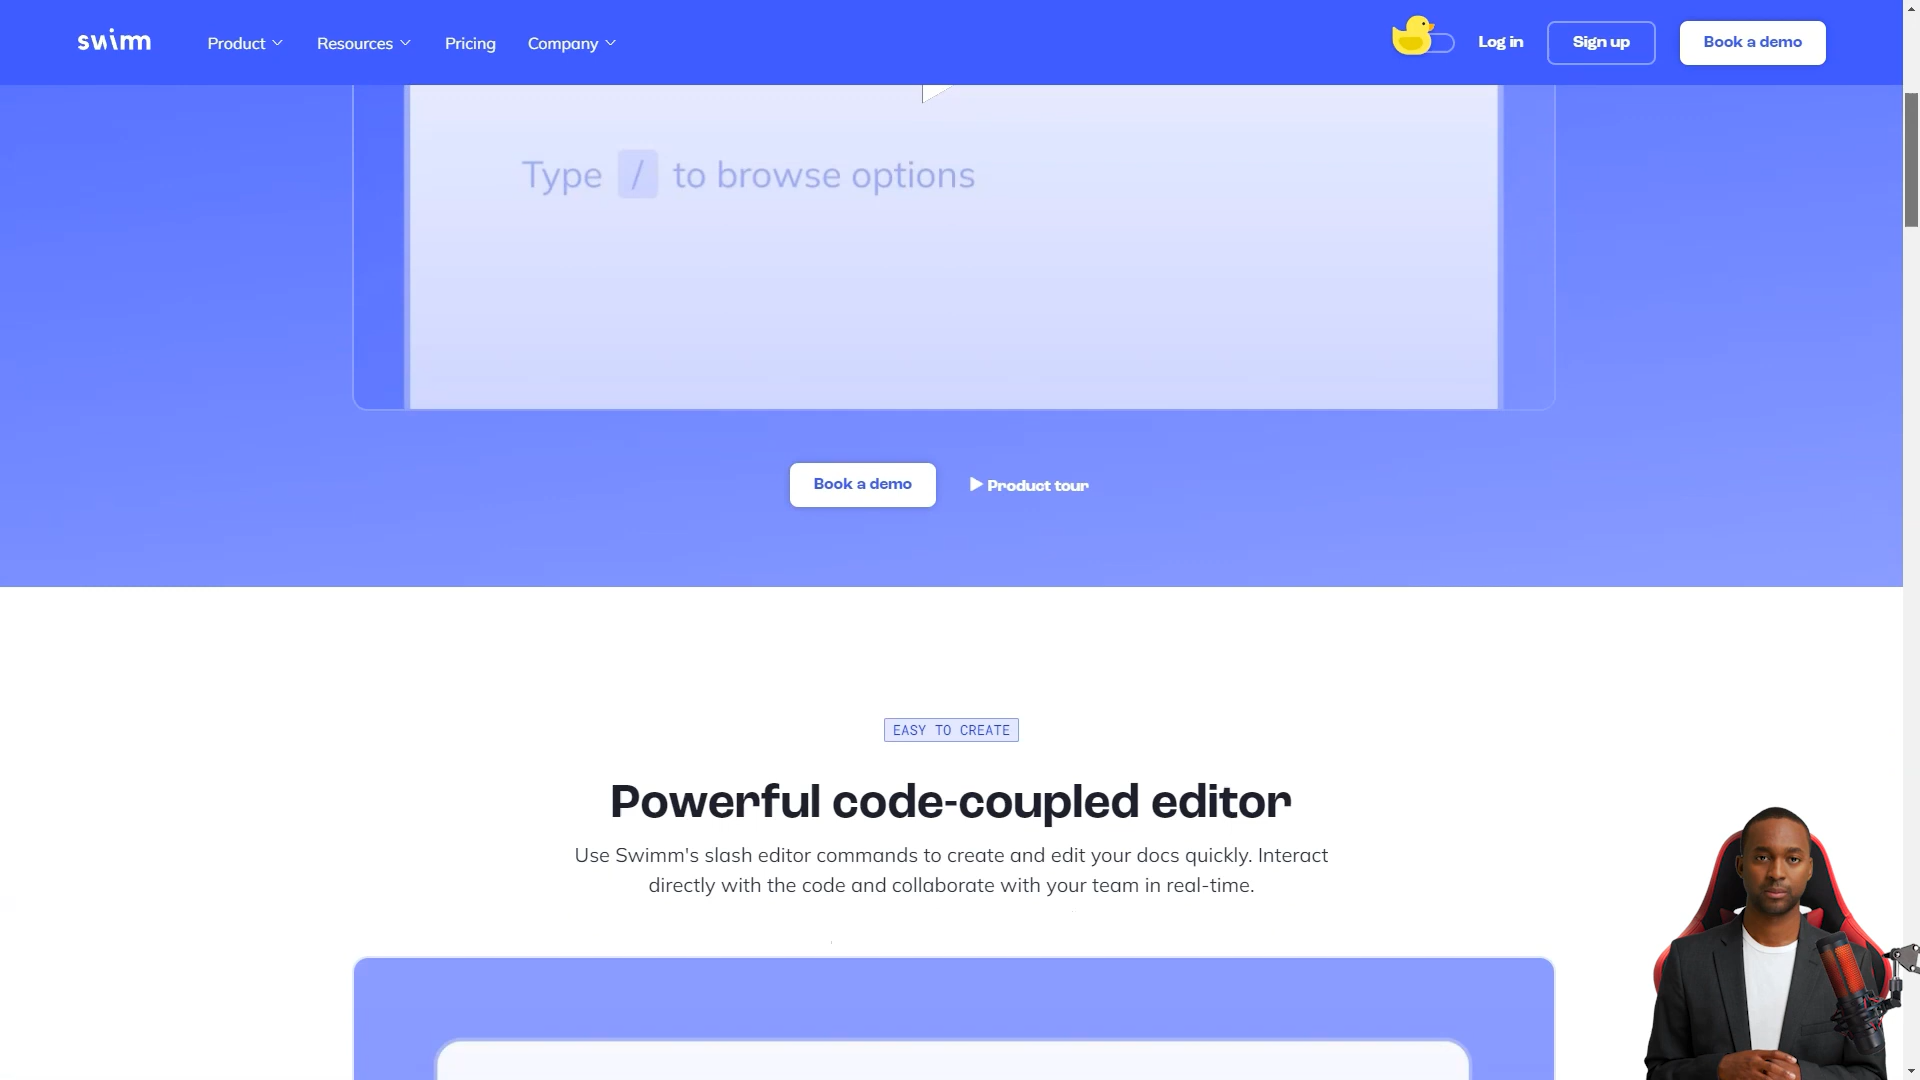 swimm Product Resources Pricing Company Log in Sign up Book a demo
Type / to browse options
Book a demo Product tour
EASY TO CREATE
Powerful code-coupled editor
Use Swimm's slash editor commands to create and edit your docs quickly. Interact
directly with the code and collaborate with your team in real-time.